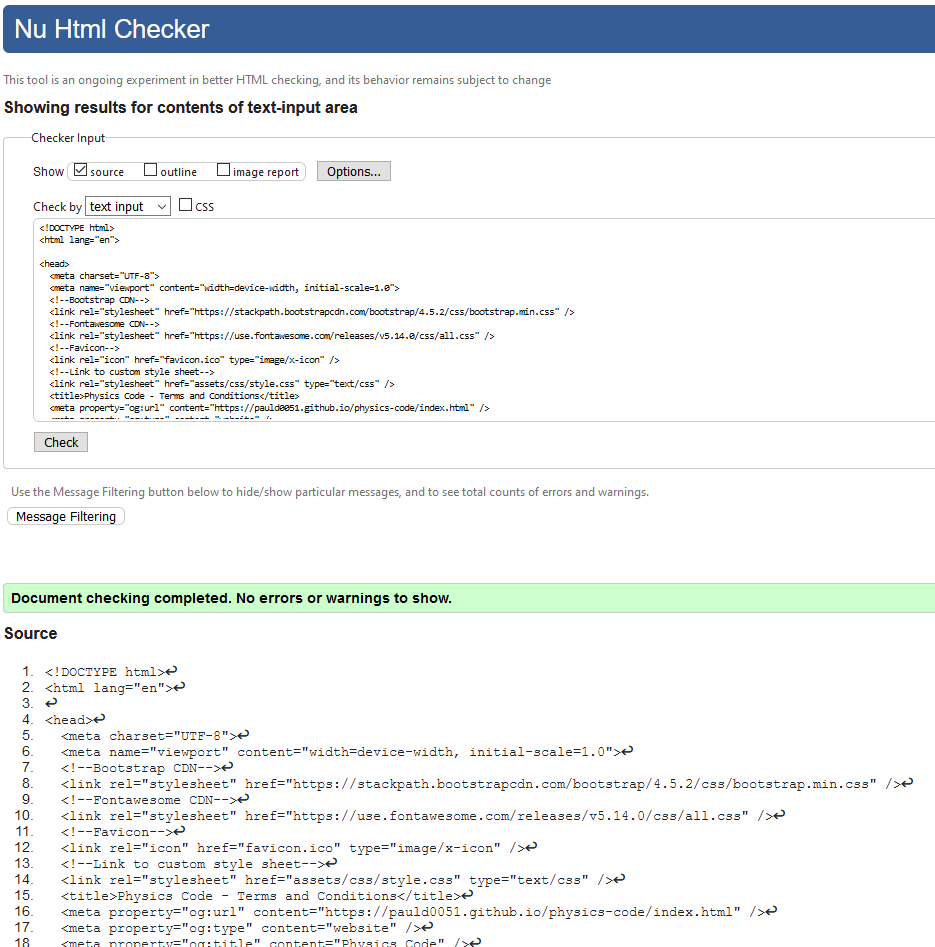 Nu Html Checker
This tool is an ongoing experiment in better HTML checking, and its behavior remains subject to change
Showing results for contents of text-input area
Checker Input
Show source outline image report Options...
Check by text input CSS
<!DOCTYPE html>
<html lang="en">
<head>
<meta charset="UTF-8">
<meta name="viewport" content="width=device-width, initial-scale=1.0">
<!--Bootstrap CDN-->
<link rel="stylesheet" href="https://stackpath.bootstrapcdn.com/bootstrap/4.5.2/css/bootstrap.min.css" />
<!--Fontawesome CDN-->
<link rel="stylesheet" href="https://use.fontawesome.com/releases/v5.14.0/css/all.css" />
<!--Favicon-->
<link rel="icon" href="favicon.ico" type="image/x-icon" />
<!--Link to custom style sheet-->
<link rel="stylesheet" href="assets/css/style.css" type="text/css" />
<title>Physics Code - Terms and Conditions</title>
<meta property="og:url" content="https://pauld0051.github.io/physics-code/index.html" />
<meta property="og:type" content="website" />
Check
Use the Message Filtering button below to hide/show particular messages, and to see total counts of errors and warnings.
Message Filtering
Document checking completed. No errors or warnings to show.
Source
1. <!DOCTYPE html>↩
2. <html lang="en">↩
3. ↩
4. <head>↩
5. <meta charset="UTF-8">↩
6. <meta name="viewport" content="width=device-width, initial-scale=1.0">↩
7. <!--Bootstrap CDN-->↩
8. <link rel="stylesheet" href="https://stackpath.bootstrapcdn.com/bootstrap/4.5.2/css/bootstrap.min.css" />↩
9. <!--Fontawesome CDN-->↩
10. <link rel="stylesheet" href="https://use.fontawesome.com/releases/v5.14.0/css/all.css" />↩
11. <!--Favicon-->↩
12. <link rel="icon" href="favicon.ico" type="image/x-icon" />↩
13. <!--Link to custom style sheet-->↩
14. <link rel="stylesheet" href="assets/css/style.css" type="text/css" />↩
15. <title>Physics Code - Terms and Conditions</title>↩
16. <meta property="og:url" content="https://pauld0051.github.io/physics-code/index.html" />↩
17. <meta property="og:type" content="website" />↩
18. <meta property="og:title" content="Physics Code" />↩